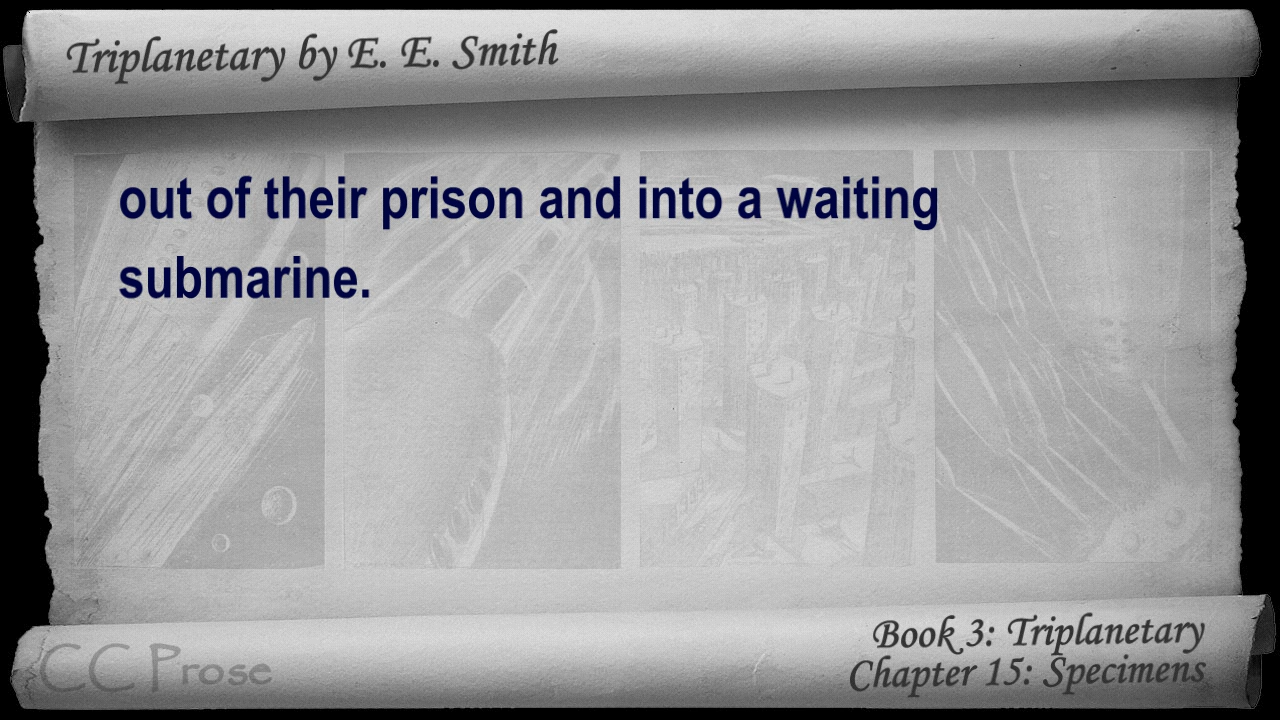 Triplanetary by E. E. Smith
out of their prison and into a waiting
submarine.
Book 3: Triplanetary
Chapter 15: Specimens
CC Prose